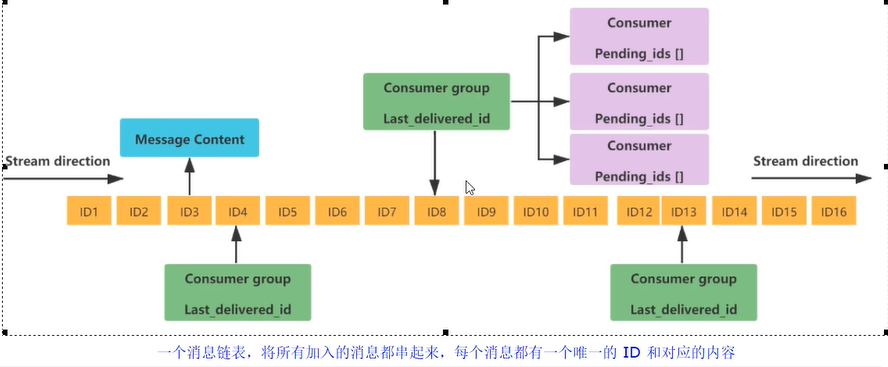 Consumer
Pending_ids []
Consumer group
Last_delivered_id
Consumer
Pending_ids []
Message Content
Consumer
Pending_ids []
Stream direction
Stream direction
ID1 ID2 ID3 ID4 ID5 ID6 ID7 ID8 ID9 ID10 ID11 ID12 ID13 ID14 ID15 ID16
Consumer group
Last_delivered_id
Consumer group
Last_delivered_id
一个消息链表，将所有加入的消息都串起来，每个消息都有一个唯一的 ID 和对应的内容